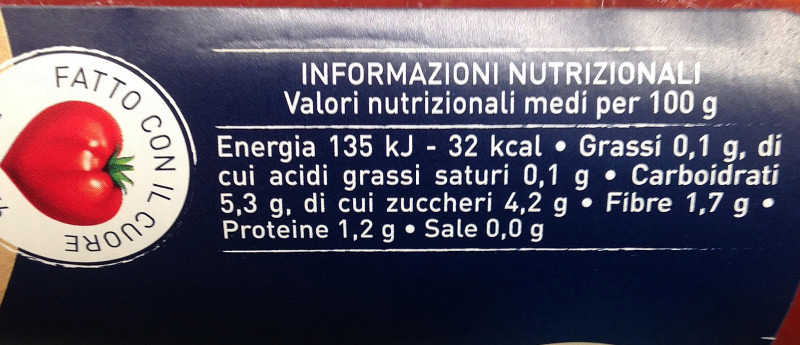 FATTO CON IL CUORE
INFORMAZIONI NUTRIZIONALI
Valori nutrizionali medi per 100 g
Energia 135 kJ - 32 kcal • Grassi 0,1 g, di
cui acidi grassi saturi 0,1 g • Carboidrati
5,3 g, di cui zuccheri 4,2 g • Fibre 1,7 g •
Proteine 1,2 g • Sale 0,0 g